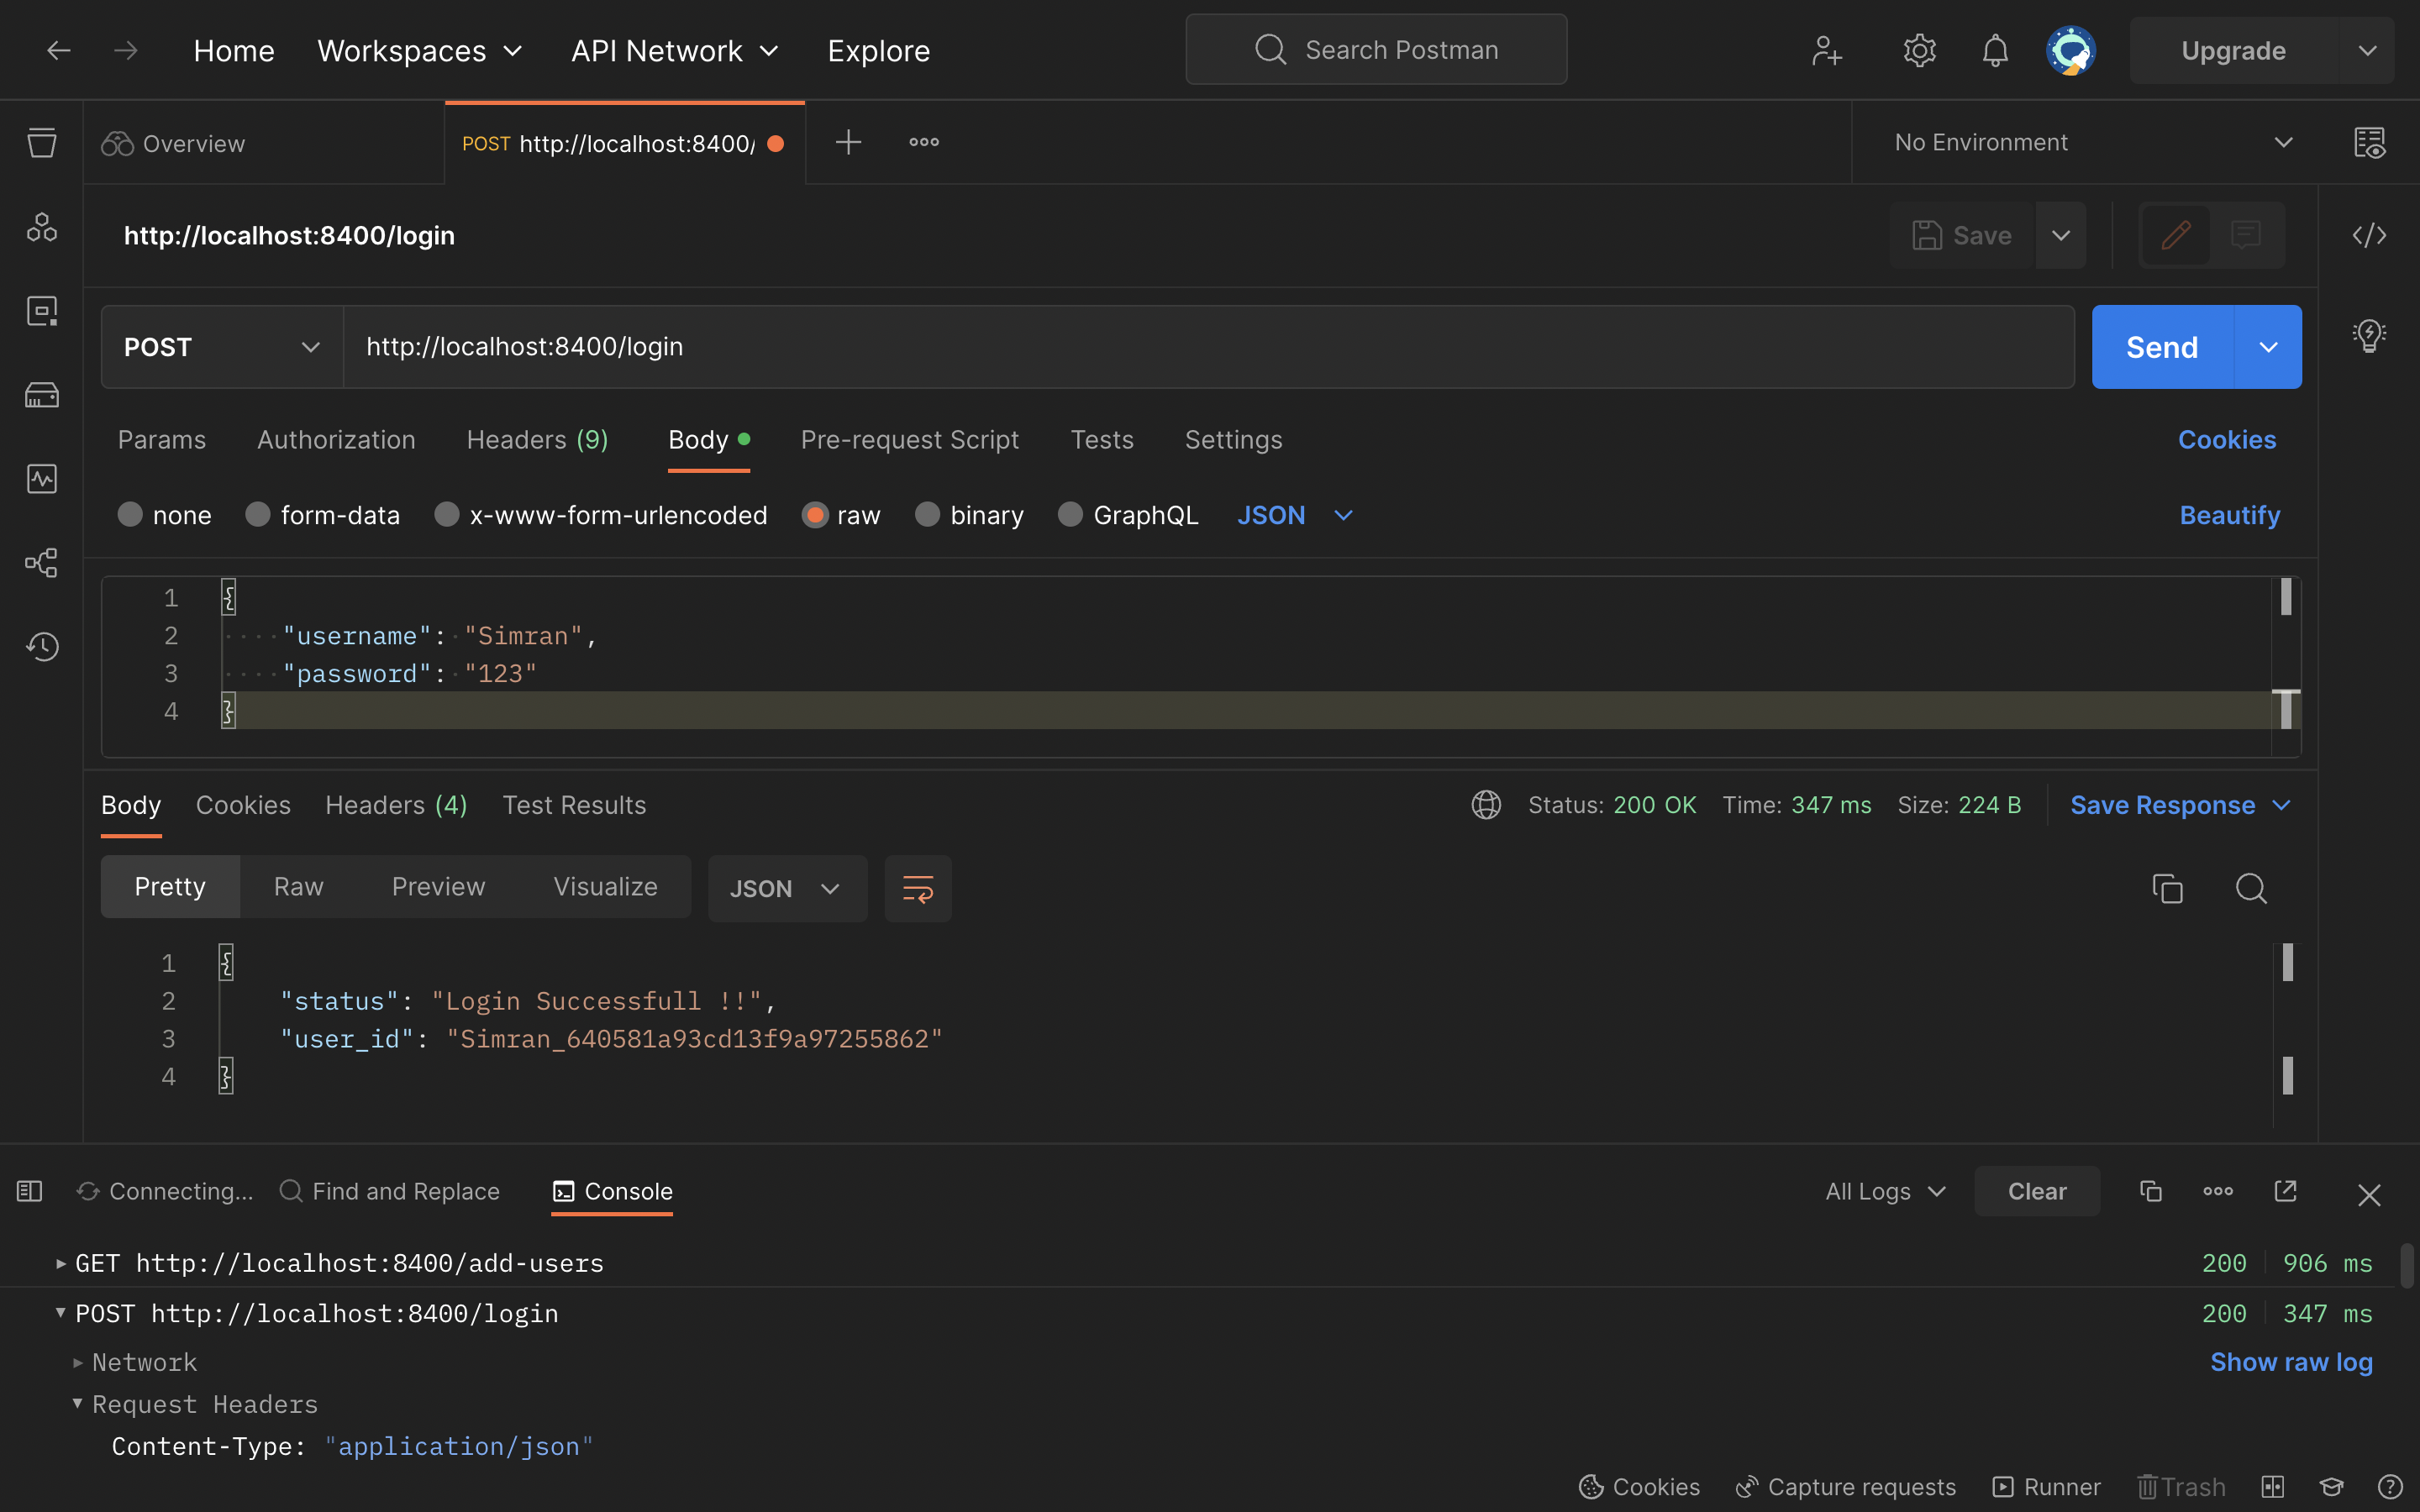 Home Workspaces API Network Explore Search Postman Upgrade
Overview POST http://localhost:8400/ No Environment
http://localhost:8400/login Save
POST http://localhost:8400/login Send
Params Authorization Headers (9) Body Pre-request Script Tests Settings Cookies
none form-data x-www-form-urlencoded raw binary GraphQL JSON Beautify
1 {
2 "username": "Simran",
3 "password": "123"
4 }
Body Cookies Headers (4) Test Results Status: 200 OK Time: 347 ms Size: 224 B Save Response
Pretty Raw Preview Visualize JSON
1 {
2 "status": "Login Successfull !!",
3 "user_id": "Simran_640581a93cd13f9a97255862"
4 }
Connecting... Find and Replace Console All Logs Clear
GET http://localhost:8400/add-users 200 906 ms
POST http://localhost:8400/login 200 347 ms
Network Show raw log
Request Headers
Content-Type: "application/json"
Cookies Capture requests Runner Trash